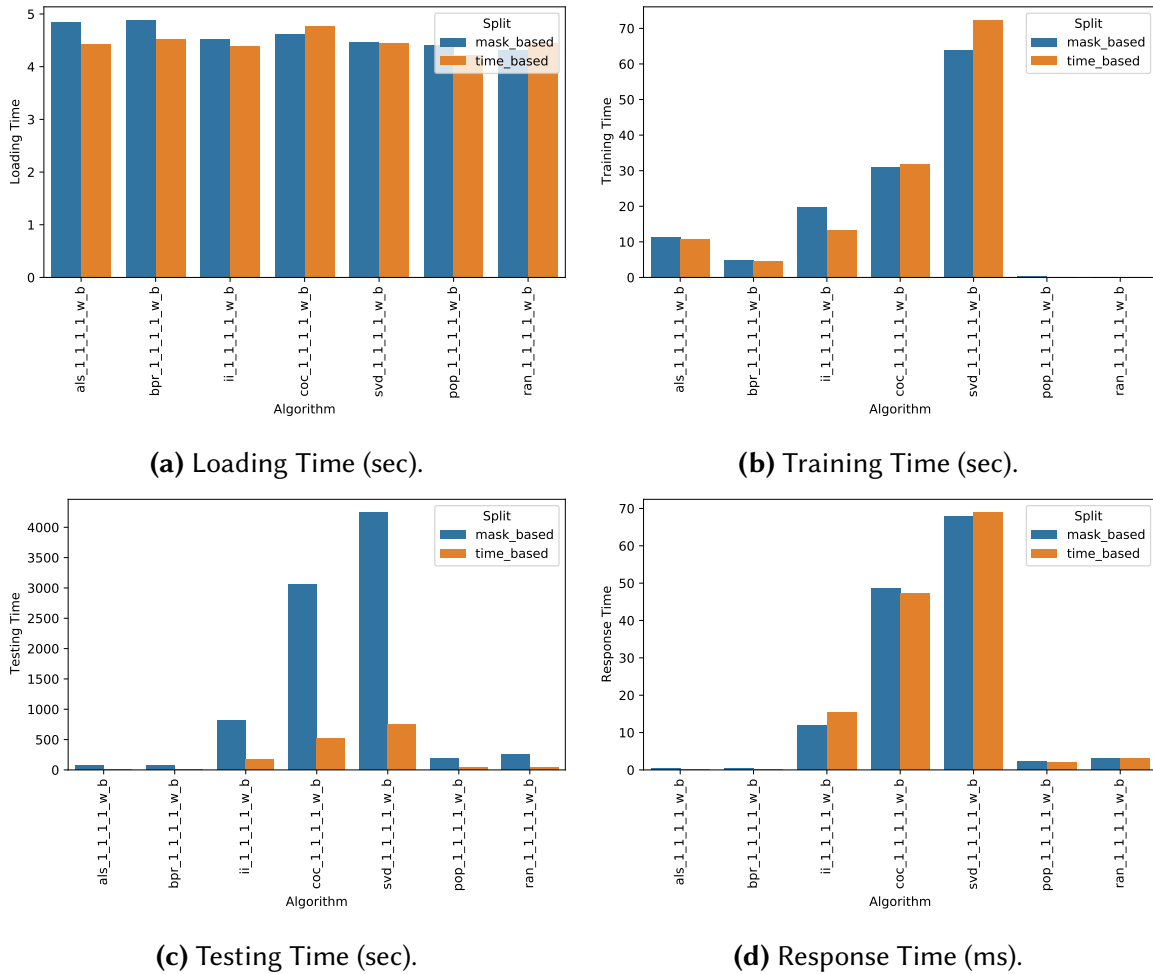 5
4
3
2
1
0
Loading Time
Split
mask_based
time_based
als_1_1_1_1_w_b
bpr_1_1_1_1_w_b
ii_1_1_1_1_w_b
coc_1_1_1_1_w_b
svd_1_1_1_1_w_b
pop_1_1_1_1_w_b
ran_1_1_1_1_w_b
Algorithm
(a) Loading Time (sec).
70
60
50
40
30
20
10
0
Training Time
Split
mask_based
time_based
als_1_1_1_1_w_b
bpr_1_1_1_1_w_b
ii_1_1_1_1_w_b
coc_1_1_1_1_w_b
svd_1_1_1_1_w_b
pop_1_1_1_1_w_b
ran_1_1_1_1_w_b
Algorithm
(b) Training Time (sec).
4000
3500
3000
2500
2000
1500
1000
500
0
Testing Time
Split
mask_based
time_based
als_1_1_1_1_w_b
bpr_1_1_1_1_w_b
ii_1_1_1_1_w_b
coc_1_1_1_1_w_b
svd_1_1_1_1_w_b
pop_1_1_1_1_w_b
ran_1_1_1_1_w_b
Algorithm
(c) Testing Time (sec).
70
60
50
40
30
20
10
0
Response Time
Split
mask_based
time_based
als_1_1_1_1_w_b
bpr_1_1_1_1_w_b
ii_1_1_1_1_w_b
coc_1_1_1_1_w_b
svd_1_1_1_1_w_b
pop_1_1_1_1_w_b
ran_1_1_1_1_w_b
Algorithm
(d) Response Time (ms).